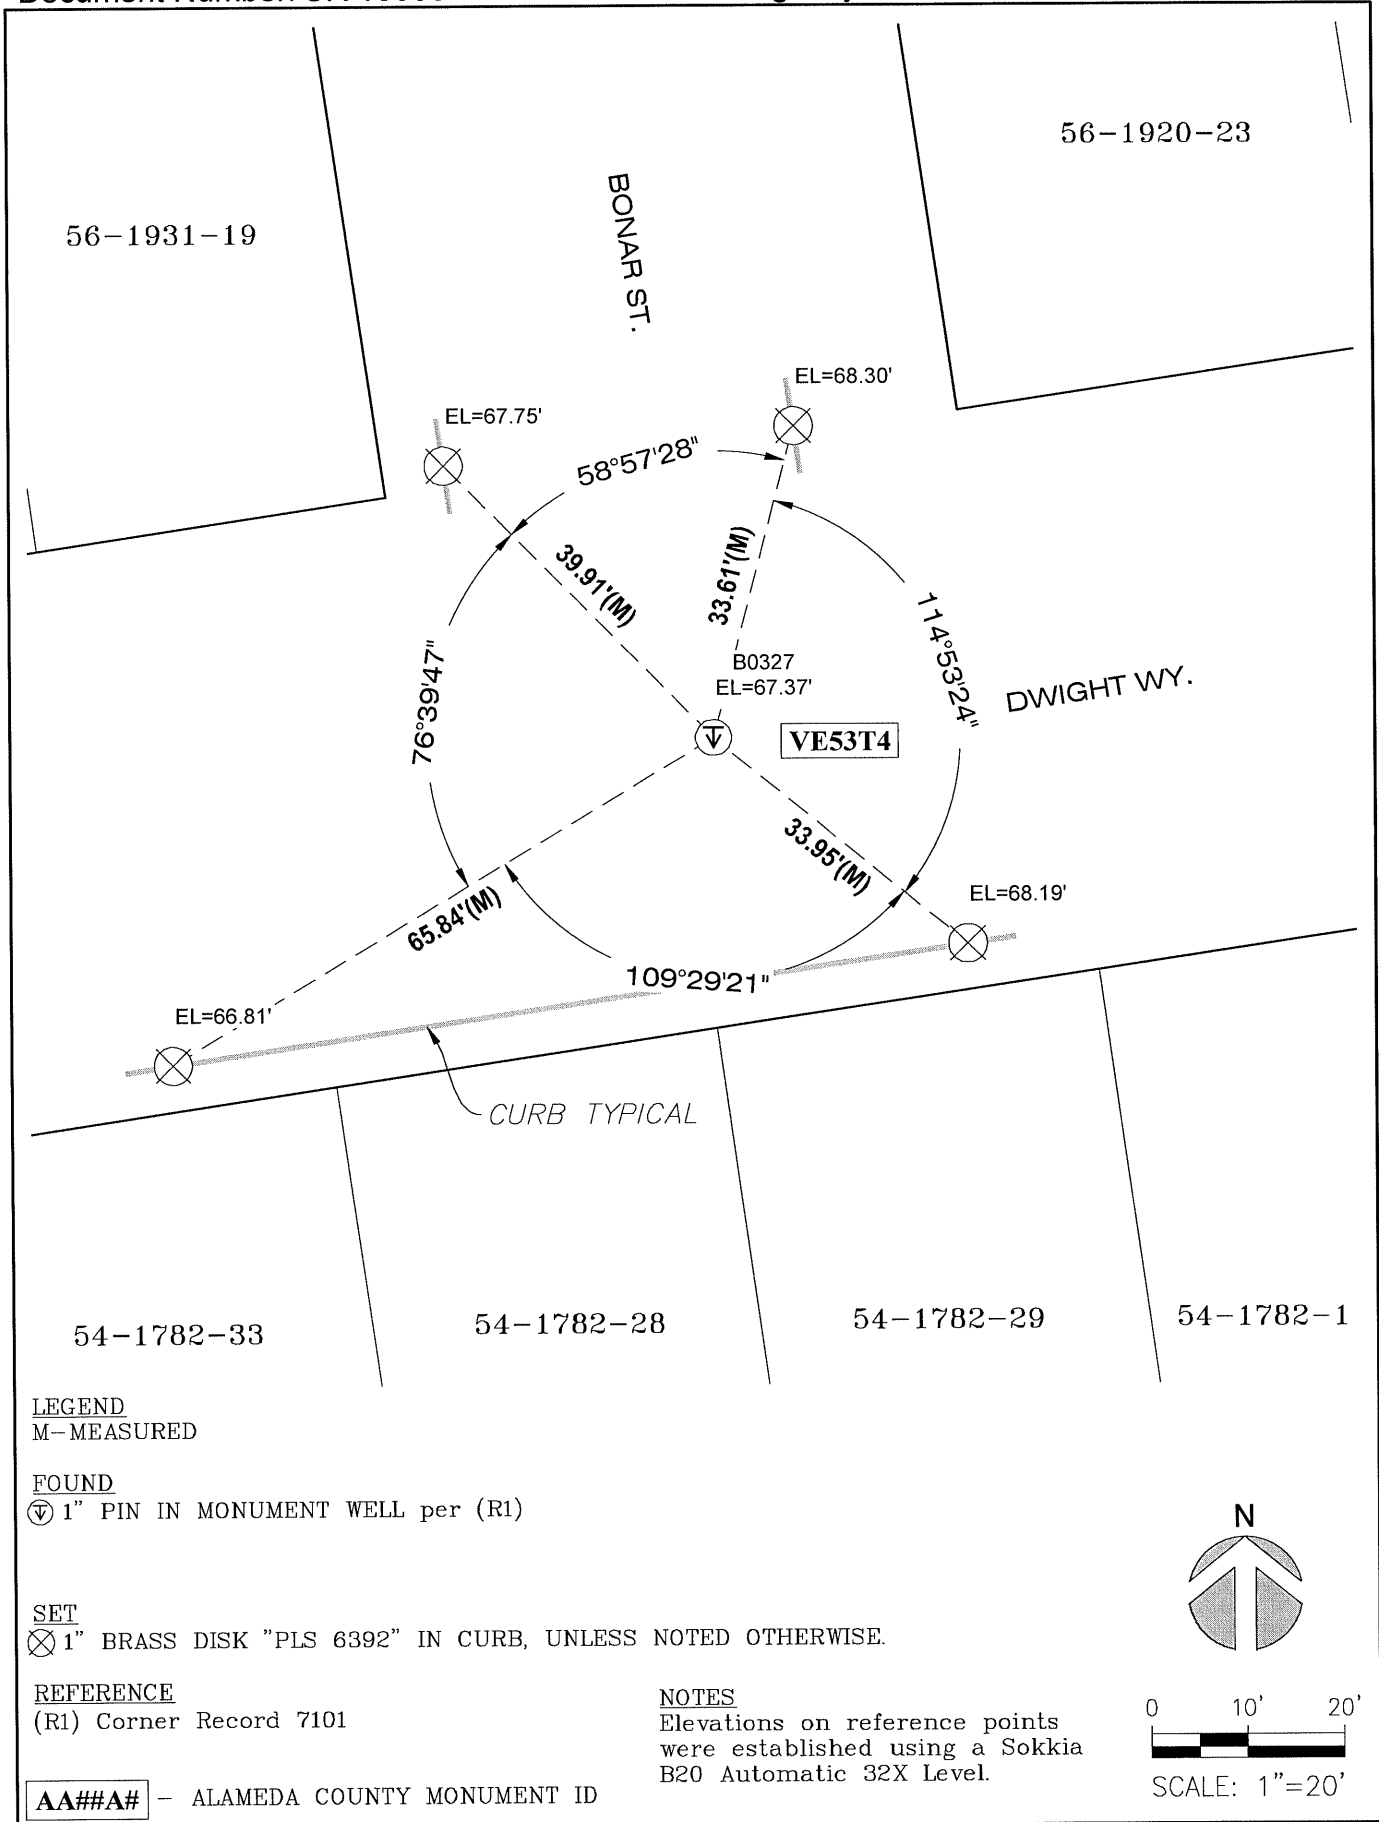 56-1920-23
56-1931-19
BONAR ST.
EL=68.30'
EL=67.75'
58°57'28"
39.91'(M)
33.61'(M)
114°53'24"
76°39'47"
B0327
EL=67.37'
DWIGHT WY.
VE53T4
33.95'(M)
EL=68.19'
65.84'(M)
109°29'21"
EL=66.81'
CURB TYPICAL
54-1782-33
54-1782-28
54-1782-29
54-1782-1
LEGEND
M-MEASURED
FOUND
1" PIN IN MONUMENT WELL per (R1)
SET
1" BRASS DISK "PLS 6392" IN CURB, UNLESS NOTED OTHERWISE.
REFERENCE
(R1) Corner Record 7101
AA##A# - ALAMEDA COUNTY MONUMENT ID
NOTES
Elevations on reference points
were established using a Sokkia
B20 Automatic 32X Level.
N
0 10' 20'
SCALE: 1"=20'